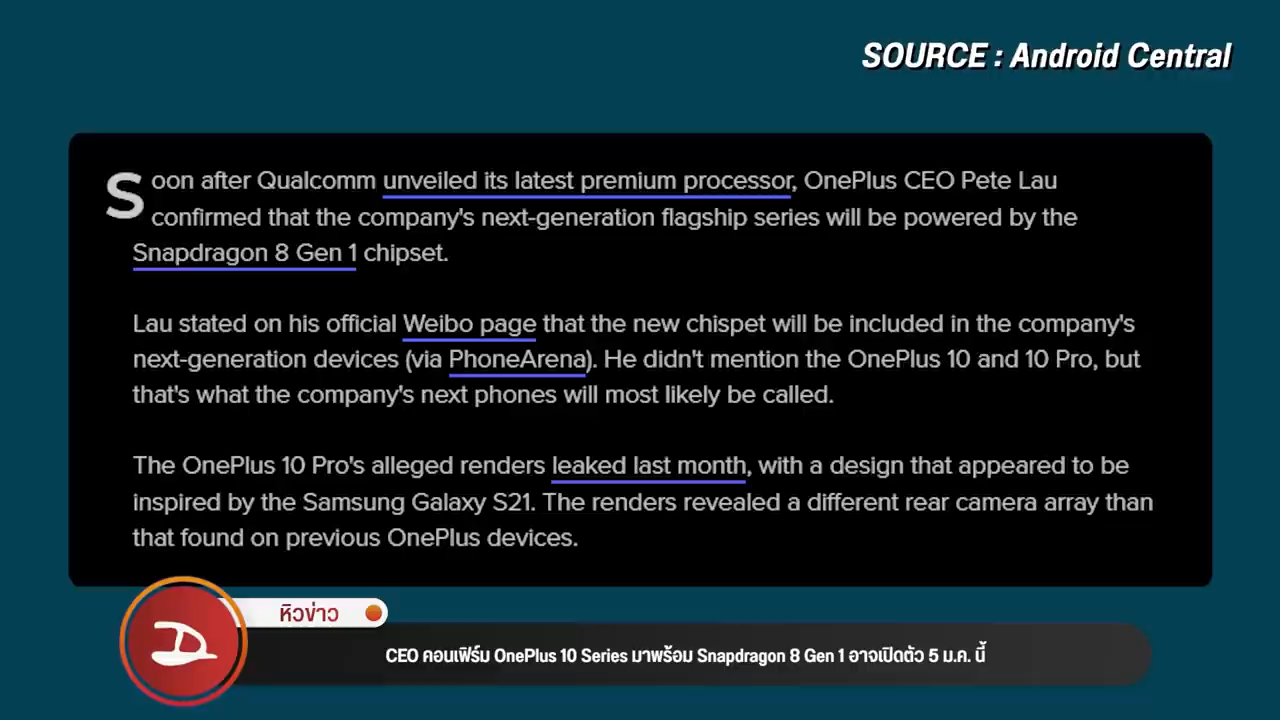 SOURCE : Android Central
Soon after Qualcomm unveiled its latest premium processor, OnePlus CEO Pete Lau
confirmed that the company's next-generation flagship series will be powered by the
Snapdragon 8 Gen 1 chipset.
Lau stated on his official Weibo page that the new chispet will be included in the company's
next-generation devices (via PhoneArena). He didn't mention the OnePlus 10 and 10 Pro, but
that's what the company's next phones will most likely be called.
The OnePlus 10 Pro's alleged renders leaked last month, with a design that appeared to be
inspired by the Samsung Galaxy S21. The renders revealed a different rear camera array than
that found on previous OnePlus devices.
หิวข่าว
CEO คอนเฟิร์ม OnePlus 10 Series มาพร้อม Snapdragon 8 Gen 1 อาจเปิดตัว 5 ม.ค. นี้